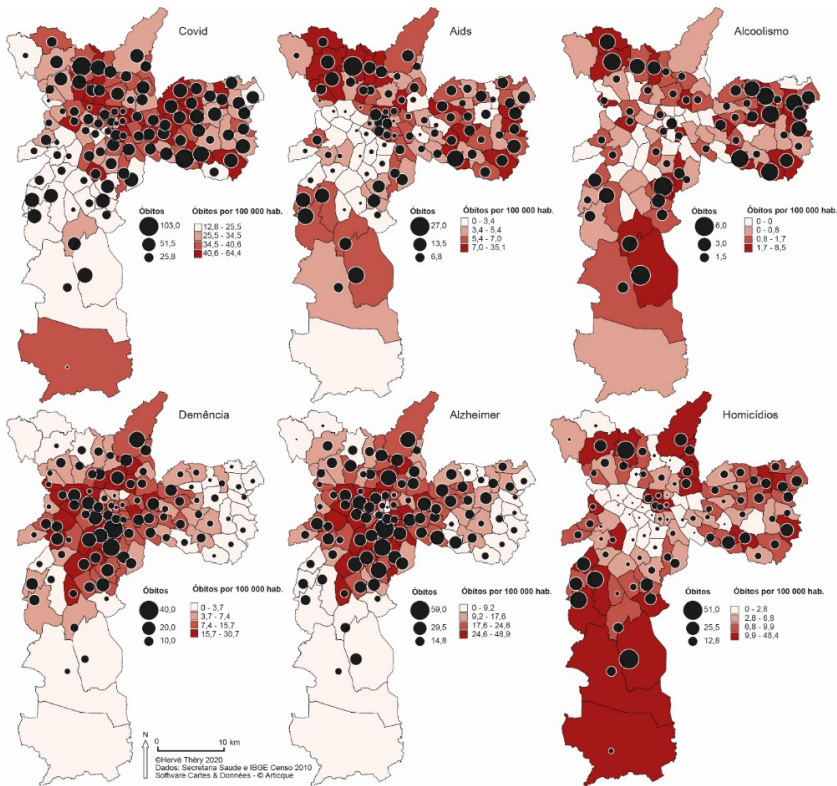 Covid
Óbitos
103,0
51,5
25,8
Óbitos por 100 000 hab.
12,8 - 25,5
25,5 - 34,5
34,5 - 40,6
40,6 - 64,4
Aids
Óbitos
27,0
13,5
6,8
Óbitos por 100 000 hab.
0 - 3,4
3,4 - 5,4
5,4 - 7,0
7,0 - 35,1
Alcoolismo
Óbitos
6,0
3,0
1,5
Óbitos por 100 000 hab.
0 - 0
0 - 0,8
0,8 - 1,7
1,7 - 8,5
Demência
Óbitos
40,0
20,0
10,0
Óbitos por 100 000 hab.
0 - 3,7
3,7 - 7,4
7,4 - 15,7
15,7 - 30,7
Alzheimer
Óbitos
59,0
29,5
14,8
Óbitos por 100 000 hab.
0 - 9,2
9,2 - 17,6
17,6 - 24,6
24,6 - 48,9
Homicídios
Óbitos
51,0
25,5
12,8
Óbitos por 100 000 hab.
0 - 2,8
2,8 - 6,8
6,8 - 9,9
9,9 - 48,4
N
0 10 km
©Hervé Théry 2020
Dados: Secretaria Saude e IBGE Censo 2010
Software Cartes & Données - © Articque